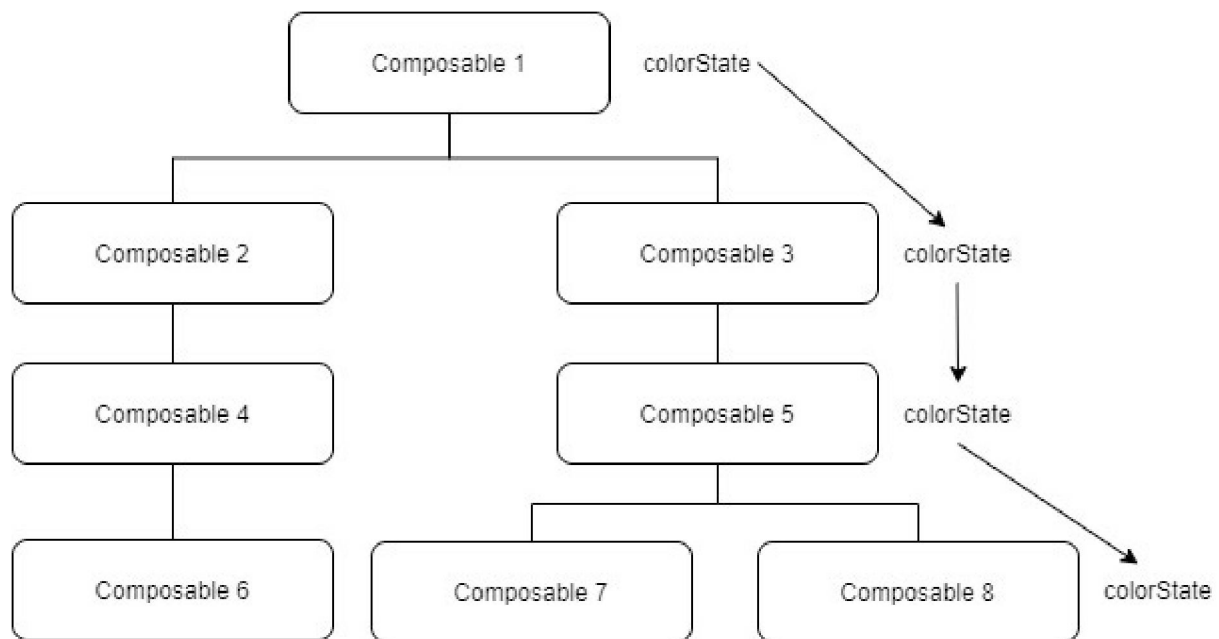 Composable 1
colorState
Composable 2
Composable 3
colorState
Composable 4
Composable 5
colorState
Composable 6
Composable 7
Composable 8
colorState